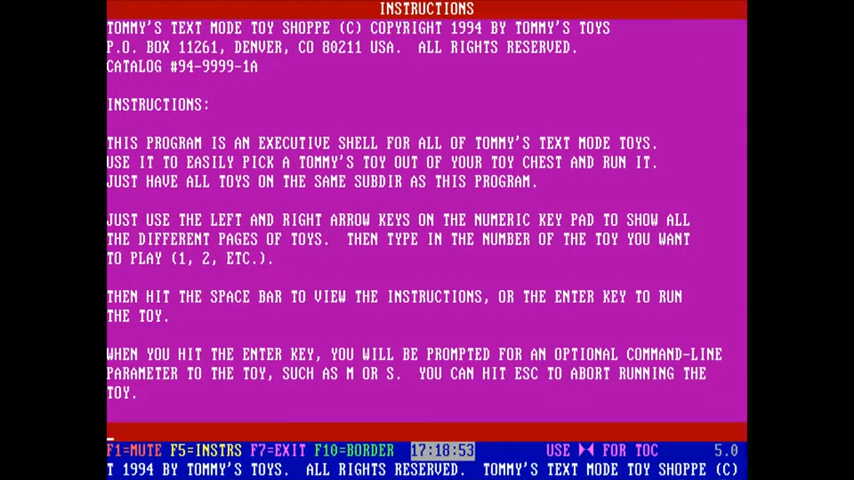 INSTRUCTIONS
TOMMY'S TEXT MODE TOY SHOPPE (C) COPYRIGHT 1994 BY TOMMY'S TOYS
P.O. BOX 11261, DENVER, CO 80211 USA.  ALL RIGHTS RESERVED.
CATALOG #94-9999-1A
INSTRUCTIONS:
THIS PROGRAM IS AN EXECUTIVE SHELL FOR ALL OF TOMMY'S TEXT MODE TOYS.
USE IT TO EASILY PICK A TOMMY'S TOY OUT OF YOUR TOY CHEST AND RUN IT.
JUST HAVE ALL TOYS ON THE SAME SUBDIR AS THIS PROGRAM.
JUST USE THE LEFT AND RIGHT ARROW KEYS ON THE NUMERIC KEY PAD TO SHOW ALL
THE DIFFERENT PAGES OF TOYS.  THEN TYPE IN THE NUMBER OF THE TOY YOU WANT
TO PLAY (1, 2, ETC.).
THEN HIT THE SPACE BAR TO VIEW THE INSTRUCTIONS, OR THE ENTER KEY TO RUN
THE TOY.
WHEN YOU HIT THE ENTER KEY, YOU WILL BE PROMPTED FOR AN OPTIONAL COMMAND-LINE
PARAMETER TO THE TOY, SUCH AS M OR S.  YOU CAN HIT ESC TO ABORT RUNNING THE
TOY.
F1=MUTE F5=INSTRS F7=EXIT F10=BORDER 17:18:53 USE ►◄ FOR TOC 5.0
T 1994 BY TOMMY'S TOYS.  ALL RIGHTS RESERVED.  TOMMY'S TEXT MODE TOY SHOPPE (C)